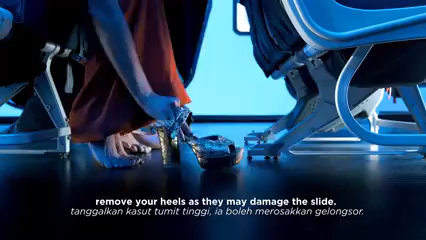 remove your heels as they may damage the slide.
tanggalkan kasut tumit tinggi, ia boleh merosakkan gelongsor.